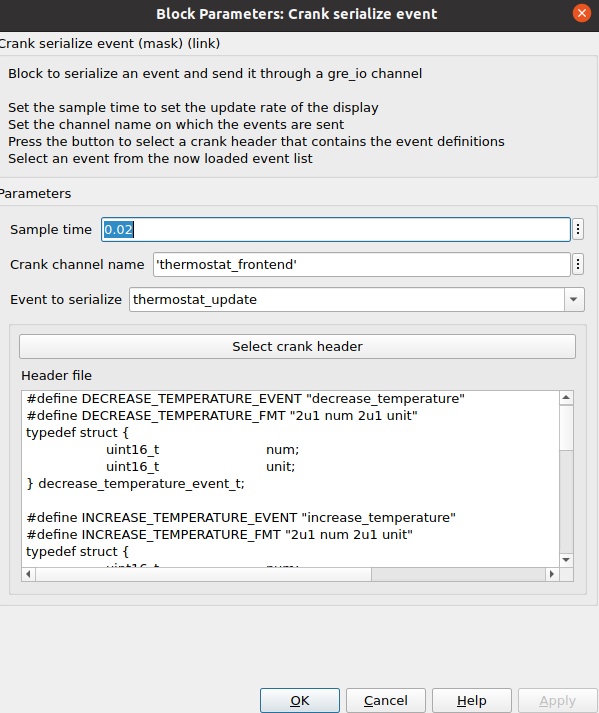 Block Parameters: Crank serialize event
Crank serialize event (mask) (link)
Block to serialize an event and send it through a gre_io channel
Set the sample time to set the update rate of the display
Set the channel name on which the events are sent
Press the button to select a crank header that contains the event definitions
Select an event from the now loaded event list
Parameters
Sample time 0.02
Crank channel name 'thermostat_frontend'
Event to serialize thermostat_update
Select crank header
Header file
#define DECREASE_TEMPERATURE_EVENT "decrease_temperature"
#define DECREASE_TEMPERATURE_FMT "2u1 num 2u1 unit"
typedef struct {
uint16_t num;
uint16_t unit;
} decrease_temperature_event_t;
#define INCREASE_TEMPERATURE_EVENT "increase_temperature"
#define INCREASE_TEMPERATURE_FMT "2u1 num 2u1 unit"
typedef struct {
uint16_t num;
OK Cancel Help Apply